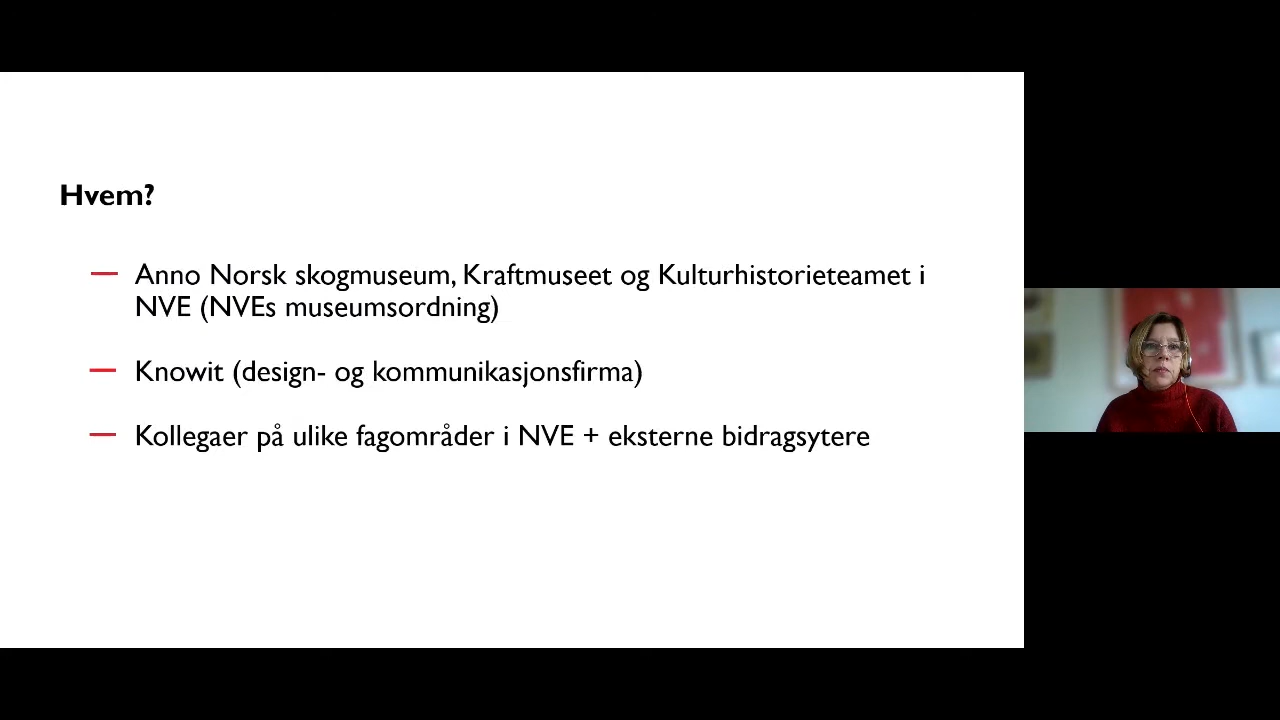 Hvem?
— Anno Norsk skogmuseum, Kraftmuseet og Kulturhistorieteamet i
NVE (NVEs museumsordning)
— Knowit (design- og kommunikasjonsfirma)
— Kollegaer på ulike fagområder i NVE + eksterne bidragsytere